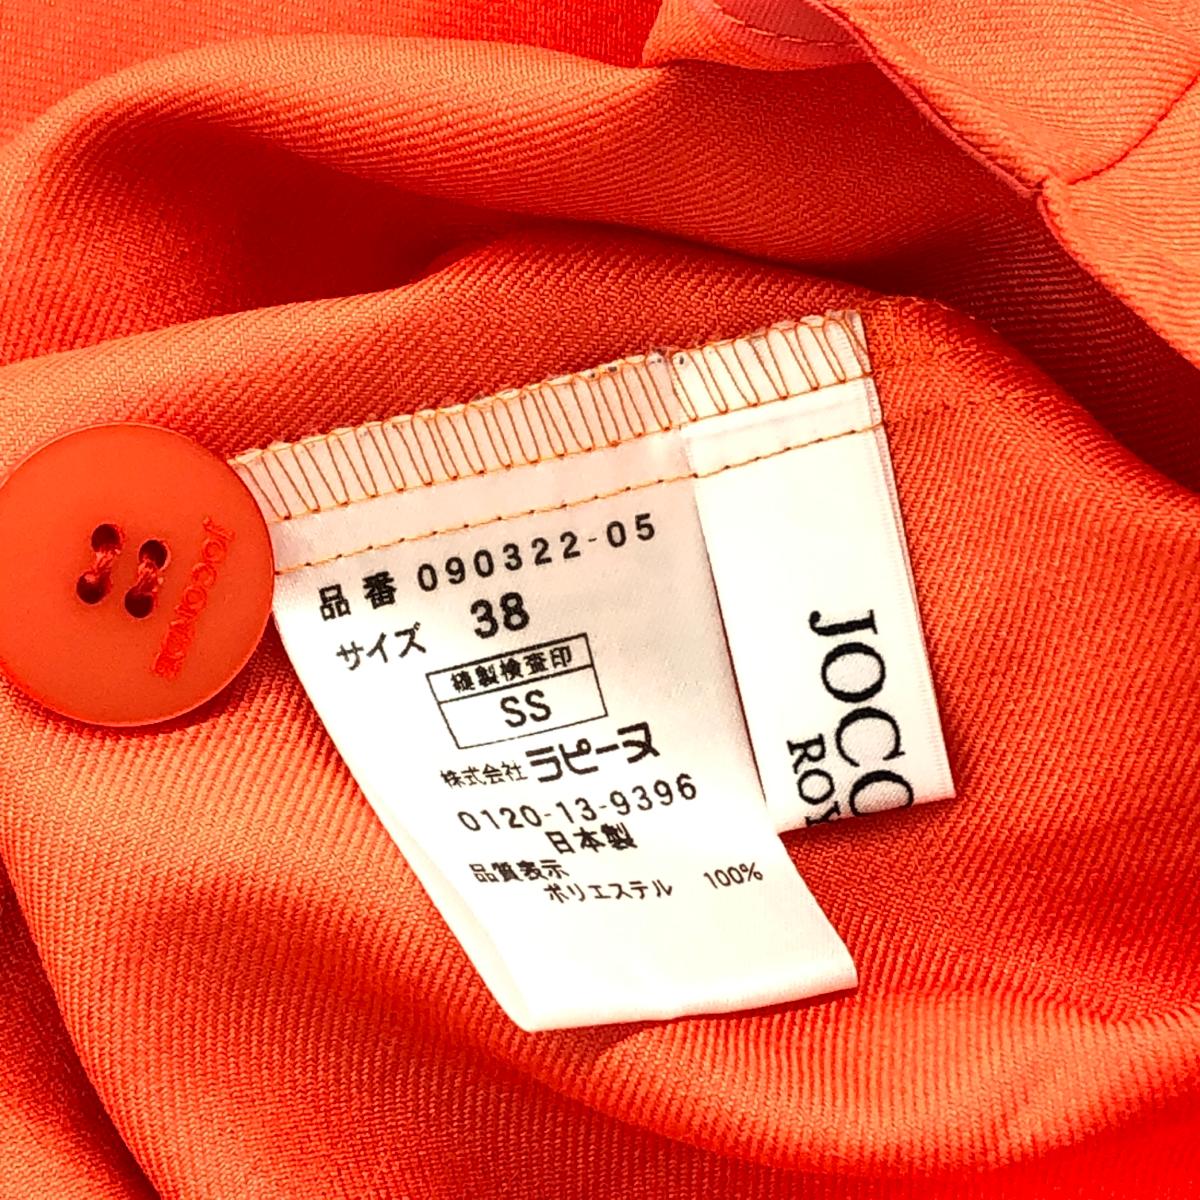 品番 090322-05
サイズ 38
縫製検査印
SS
株式会社ラピーヌ
0120-13-9396
日本製
品質表示
ポリエステル 100%